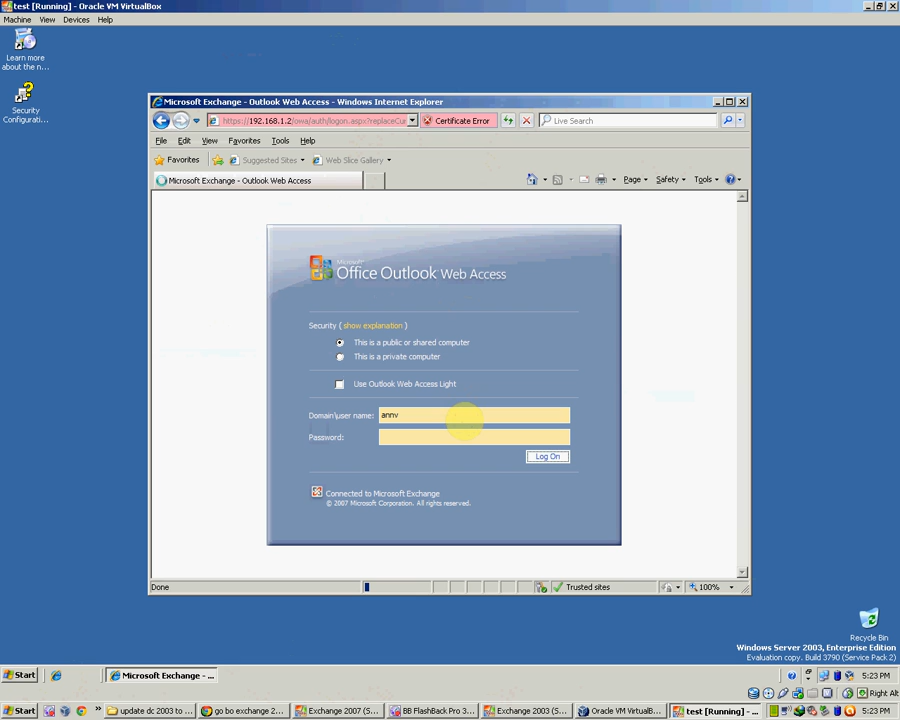 test [Running] - Oracle VM VirtualBox
Machine View Devices Help
Learn more
about the n...
Security
Configurati...
Microsoft Exchange - Outlook Web Access - Windows Internet Explorer
https://192.168.1.2/owa/auth/logon.aspx?replaceCur
Certificate Error
Live Search
File Edit View Favorites Tools Help
Favorites
Suggested Sites
Web Slice Gallery
Microsoft Exchange - Outlook Web Access
Page Safety Tools
Microsoft
Office Outlook Web Access
Security ( show explanation )
This is a public or shared computer
This is a private computer
Use Outlook Web Access Light
Domain\user name: annv
Password:
Log On
Connected to Microsoft Exchange
© 2007 Microsoft Corporation. All rights reserved.
Done
Trusted sites
100%
Recycle Bin
Windows Server 2003, Enterprise Edition
Evaluation copy. Build 3790 (Service Pack 2)
Start
Microsoft Exchange - ...
5:23 PM
Right Alt
Start
update dc 2003 to ...
go bo exchange 2...
Exchange 2007 (S...
BB FlashBack Pro 3...
Exchange 2003 (S...
Oracle VM VirtualB...
test [Running] - ...
5:23 PM